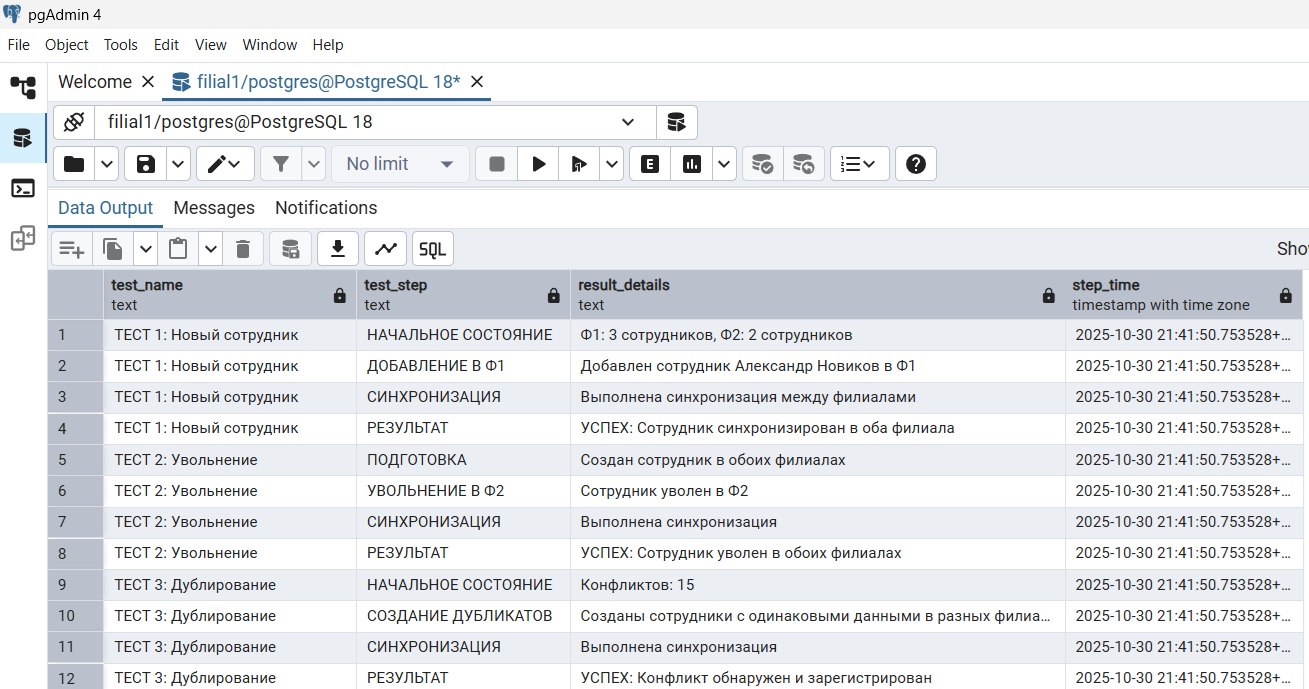 pgAdmin 4
File Object Tools Edit View Window Help
Welcome filial1/postgres@PostgreSQL 18*
filial1/postgres@PostgreSQL 18
No limit E
Data Output Messages Notifications
SQL Sho
test_name test_step result_details step_time
text text text timestamp with time zone
1 ТЕСТ 1: Новый сотрудник НАЧАЛЬНОЕ СОСТОЯНИЕ Ф1: 3 сотрудников, Ф2: 2 сотрудников 2025-10-30 21:41:50.753528+...
2 ТЕСТ 1: Новый сотрудник ДОБАВЛЕНИЕ В Ф1 Добавлен сотрудник Александр Новиков в Ф1 2025-10-30 21:41:50.753528+...
3 ТЕСТ 1: Новый сотрудник СИНХРОНИЗАЦИЯ Выполнена синхронизация между филиалами 2025-10-30 21:41:50.753528+...
4 ТЕСТ 1: Новый сотрудник РЕЗУЛЬТАТ УСПЕХ: Сотрудник синхронизирован в оба филиала 2025-10-30 21:41:50.753528+...
5 ТЕСТ 2: Увольнение ПОДГОТОВКА Создан сотрудник в обоих филиалах 2025-10-30 21:41:50.753528+...
6 ТЕСТ 2: Увольнение УВОЛЬНЕНИЕ В Ф2 Сотрудник уволен в Ф2 2025-10-30 21:41:50.753528+...
7 ТЕСТ 2: Увольнение СИНХРОНИЗАЦИЯ Выполнена синхронизация 2025-10-30 21:41:50.753528+...
8 ТЕСТ 2: Увольнение РЕЗУЛЬТАТ УСПЕХ: Сотрудник уволен в обоих филиалах 2025-10-30 21:41:50.753528+...
9 ТЕСТ 3: Дублирование НАЧАЛЬНОЕ СОСТОЯНИЕ Конфликтов: 15 2025-10-30 21:41:50.753528+...
10 ТЕСТ 3: Дублирование СОЗДАНИЕ ДУБЛИКАТОВ Созданы сотрудники с одинаковыми данными в разных филиа... 2025-10-30 21:41:50.753528+...
11 ТЕСТ 3: Дублирование СИНХРОНИЗАЦИЯ Выполнена синхронизация 2025-10-30 21:41:50.753528+...
12 ТЕСТ 3: Дублирование РЕЗУЛЬТАТ УСПЕХ: Конфликт обнаружен и зарегистрирован 2025-10-30 21:41:50.753528+...